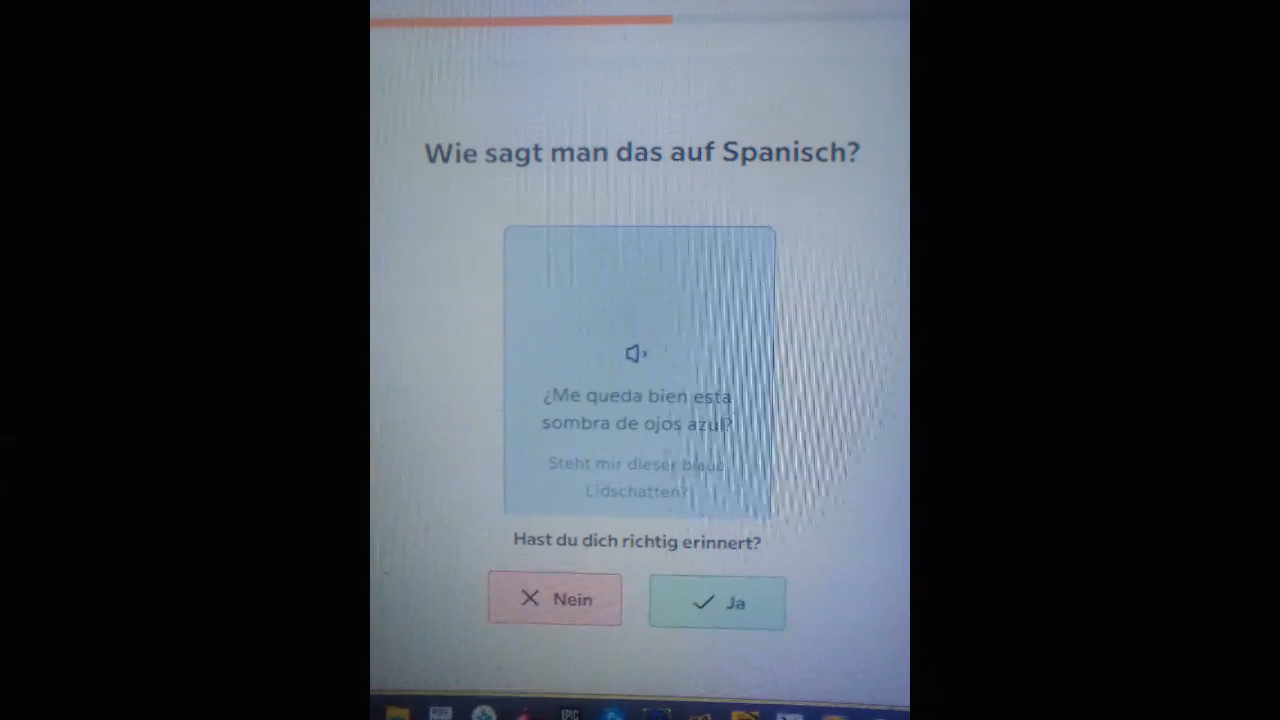 Wie sagt man das auf Spanisch?
¿Me queda bien esta
sombra de ojos azul?
Steht mir dieser blaue
Lidschatten?
Hast du dich richtig erinnert?
Nein
Ja
EPIC